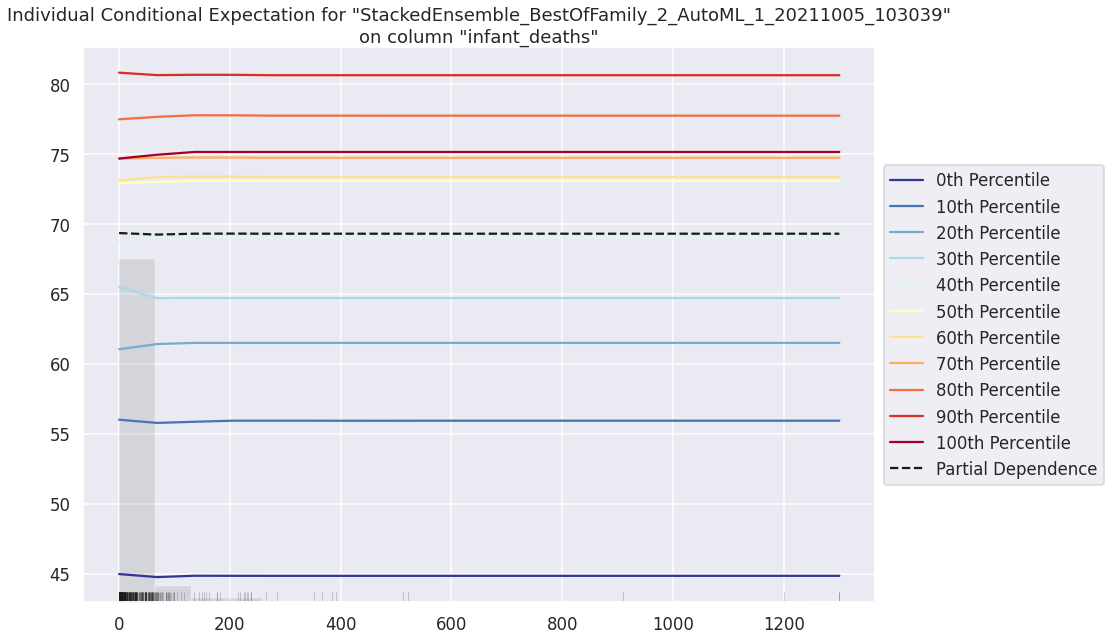 Individual Conditional Expectation for "StackedEnsemble_BestOfFamily_2_AutoML_1_20211005_103039"
on column "infant_deaths"
80
75
70
65
60
55
50
45
0
200
400
600
800
1000
1200
0th Percentile
10th Percentile
20th Percentile
30th Percentile
40th Percentile
50th Percentile
60th Percentile
70th Percentile
80th Percentile
90th Percentile
100th Percentile
Partial Dependence